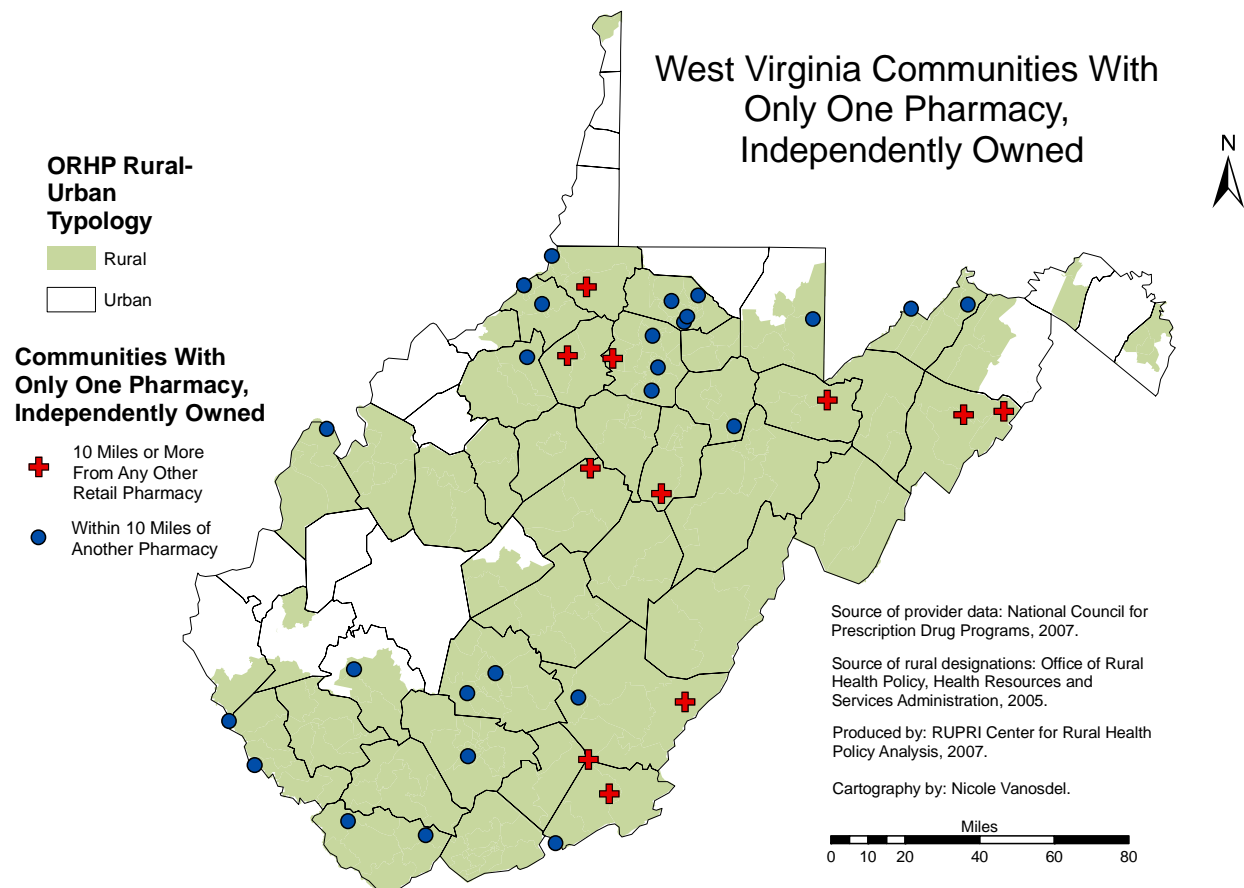 West Virginia Communities With
Only One Pharmacy,
Independently Owned
N
ORHP Rural-
Urban
Typology
Rural
Urban
Communities With
Only One Pharmacy,
Independently Owned
10 Miles or More
From Any Other
Retail Pharmacy
Within 10 Miles of
Another Pharmacy
Source of provider data: National Council for
Prescription Drug Programs, 2007.
Source of rural designations: Office of Rural
Health Policy, Health Resources and
Services Administration, 2005.
Produced by: RUPRI Center for Rural Health
Policy Analysis, 2007.
Cartography by: Nicole Vanosdel.
Miles
0 10 20 40 60 80